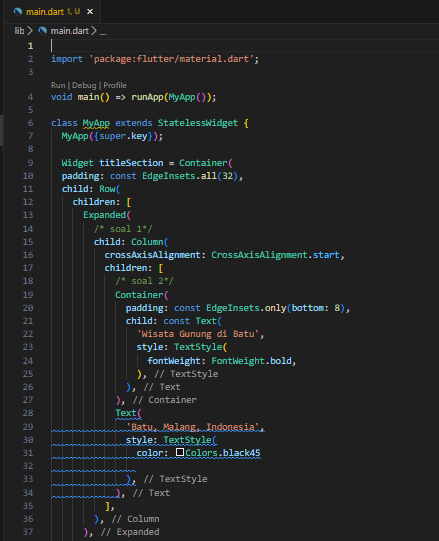 main.dart 1, U
lib > main.dart > ...
1
2 import 'package:flutter/material.dart';
3
Run | Debug | Profile
4 void main() => runApp(MyApp());
5
6 class MyApp extends StatelessWidget {
7 MyApp({super.key});
8
9 Widget titleSection = Container(
10 padding: const EdgeInsets.all(32),
11 child: Row(
12 children: [
13 Expanded(
14 /* soal 1*/
15 child: Column(
16 crossAxisAlignment: CrossAxisAlignment.start,
17 children: [
18 /* soal 2*/
19 Container(
20 padding: const EdgeInsets.only(bottom: 8),
21 child: const Text(
22 'Wisata Gunung di Batu',
23 style: TextStyle(
24 fontWeight: FontWeight.bold,
25 ), // TextStyle
26 ), // Text
27 ), // Container
28 Text(
29 'Batu, Malang, Indonesia',
30 style: TextStyle(
31 color: Colors.black45
32
33 ), // TextStyle
34 ), // Text
35 ],
36 ), // Column
37 ), // Expanded